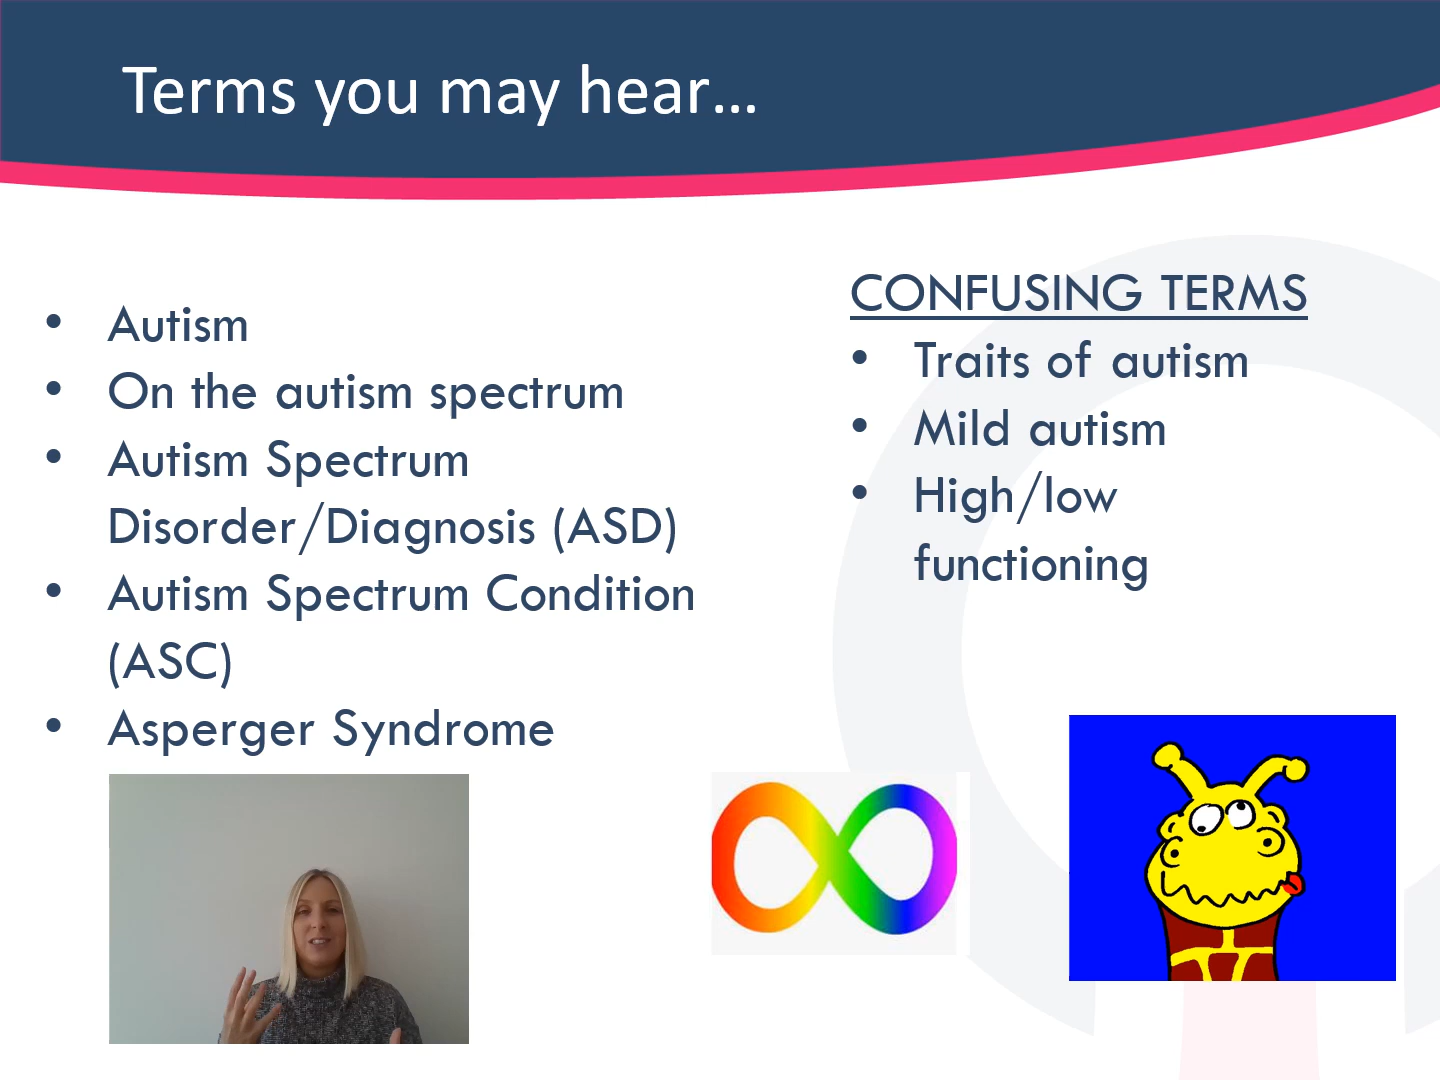 Terms you may hear...
• Autism
• On the autism spectrum
• Autism Spectrum
Disorder/Diagnosis (ASD)
• Autism Spectrum Condition
(ASC)
• Asperger Syndrome
CONFUSING TERMS
• Traits of autism
• Mild autism
• High/low
functioning